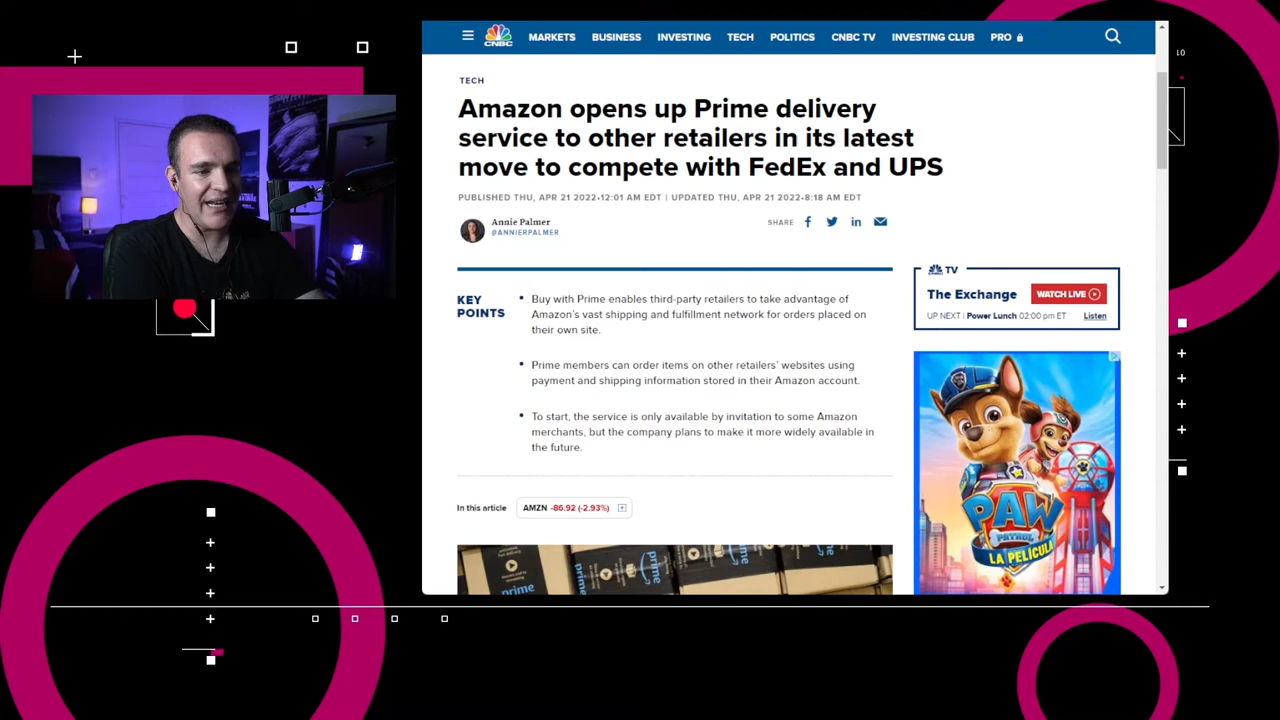 CNBC
MARKETS BUSINESS INVESTING TECH POLITICS CNBC TV INVESTING CLUB PRO
TECH
Amazon opens up Prime delivery
service to other retailers in its latest
move to compete with FedEx and UPS
PUBLISHED THU, APR 21 2022•12:01 AM EDT | UPDATED THU, APR 21 2022•8:18 AM EDT
Annie Palmer
@ANNIERPALMER
SHARE
KEY
POINTS
• Buy with Prime enables third-party retailers to take advantage of
Amazon's vast shipping and fulfillment network for orders placed on
their own site.
• Prime members can order items on other retailers' websites using
payment and shipping information stored in their Amazon account.
• To start, the service is only available by invitation to some Amazon
merchants, but the company plans to make it more widely available in
the future.
In this article
AMZN -86.92 (-2.93%)
prime
prime
TV
The Exchange
WATCH LIVE
UP NEXT | Power Lunch 02:00 pm ET
Listen
PAW
PATROL
LA PELÍCULA
10